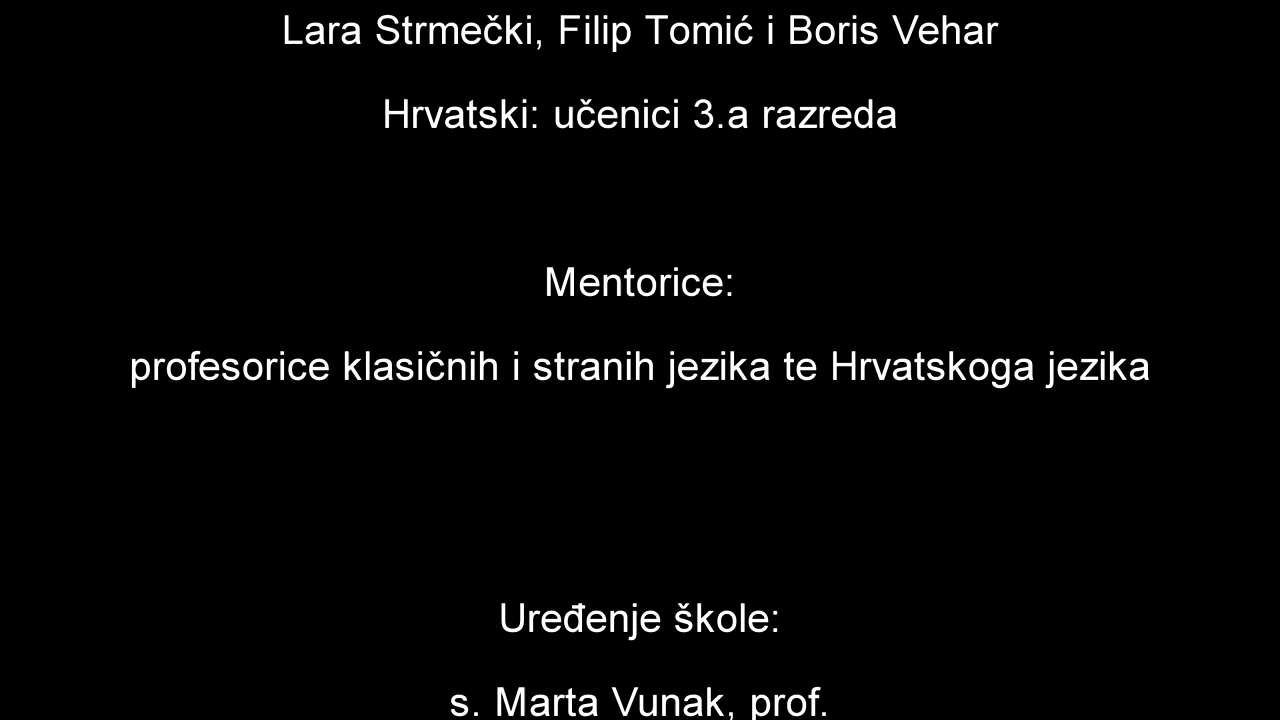 Lara Strmečki, Filip Tomić i Boris Vehar
Hrvatski: učenici 3.a razreda
Mentorice:
profesorice klasičnih i stranih jezika te Hrvatskoga jezika
Uređenje škole:
s. Marta Vunak, prof.